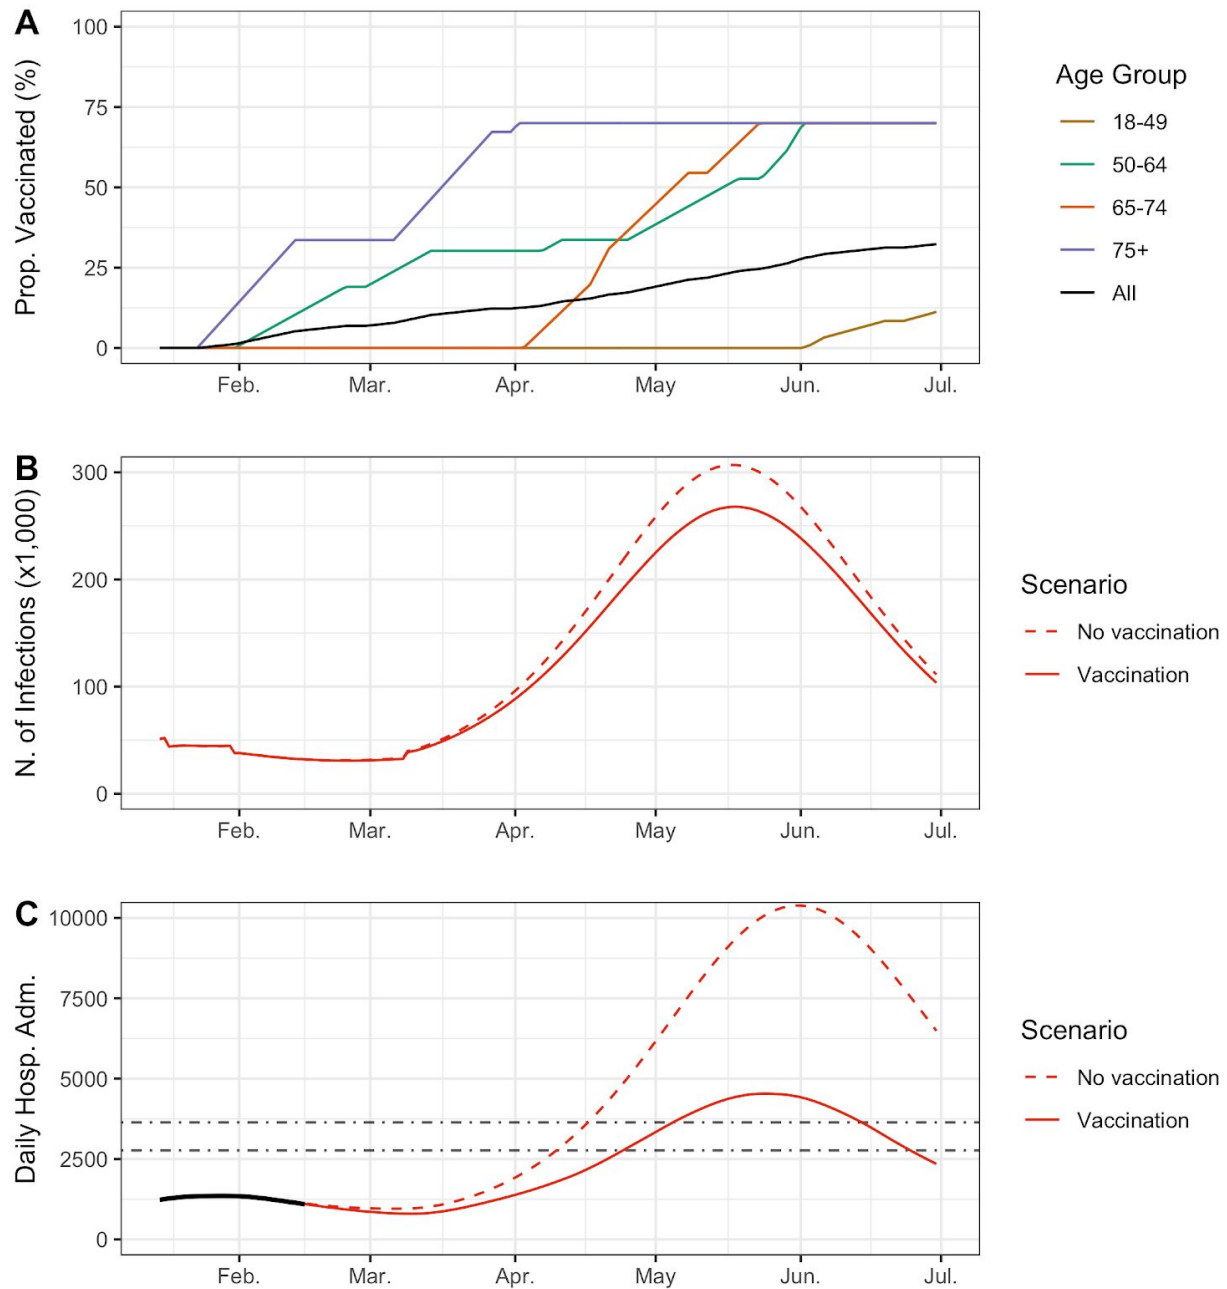 A
Prop. Vaccinated (%)
100
75
50
25
0
Feb. Mar. Apr. May Jun. Jul.
Age Group
18-49
50-64
65-74
75+
All
B
N. of Infections (x1,000)
300
200
100
0
Feb. Mar. Apr. May Jun. Jul.
Scenario
No vaccination
Vaccination
C
Daily Hosp. Adm.
10000
7500
5000
2500
0
Feb. Mar. Apr. May Jun. Jul.
Scenario
No vaccination
Vaccination